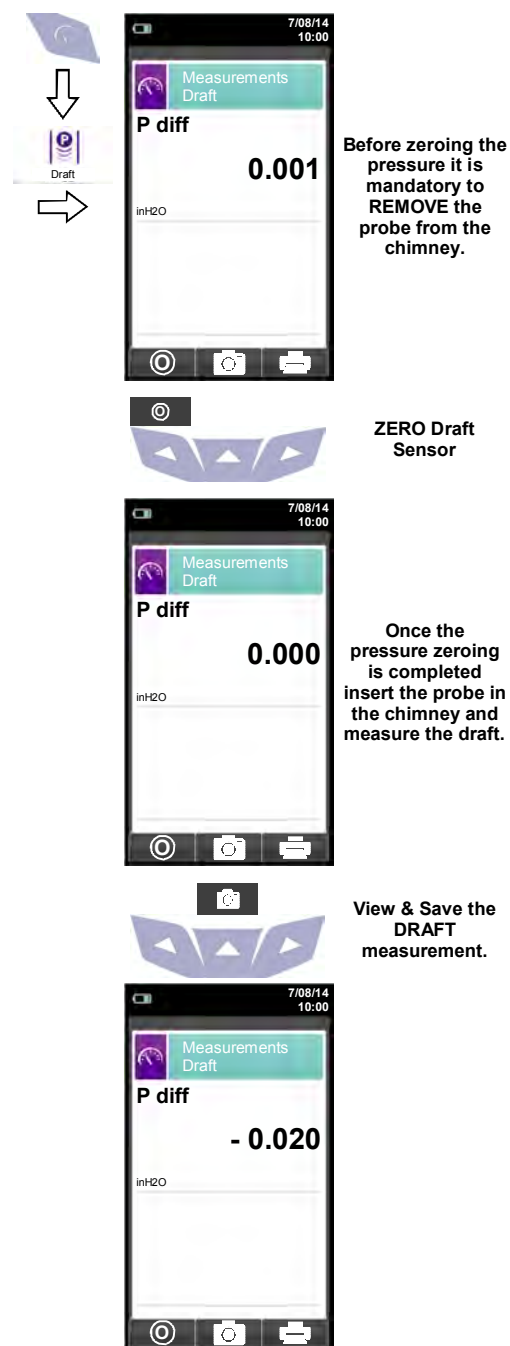 7/08/14
10:00
Measurements
Draft
P diff
0.001
inH2O
P
Draft
Before zeroing the
pressure it is
mandatory to
REMOVE the
probe from the
chimney.
ZERO Draft
Sensor
7/08/14
10:00
Measurements
Draft
P diff
0.000
inH2O
Once the
pressure zeroing
is completed
insert the probe in
the chimney and
measure the draft.
View & Save the
DRAFT
measurement.
7/08/14
10:00
Measurements
Draft
P diff
- 0.020
inH2O